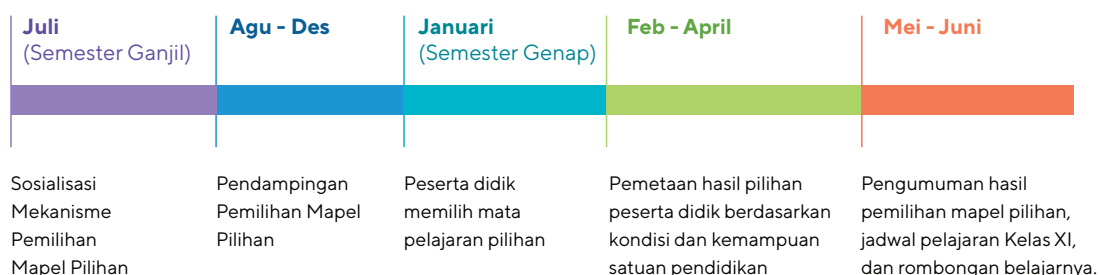 Juli
(Semester Ganjil)
Agu - Des
Januari
(Semester Genap)
Feb - April
Mei - Juni
Sosialisasi
Mekanisme
Pemilihan
Mapel Pilihan
Pendampingan
Pemilihan Mapel
Pilihan
Peserta didik
memilih mata
pelajaran pilihan
Pemetaan hasil pilihan
peserta didik berdasarkan
kondisi dan kemampuan
satuan pendidikan
Pengumuman hasil
pemilihan mapel pilihan,
jadwal pelajaran Kelas XI,
dan rombongan belajarnya.